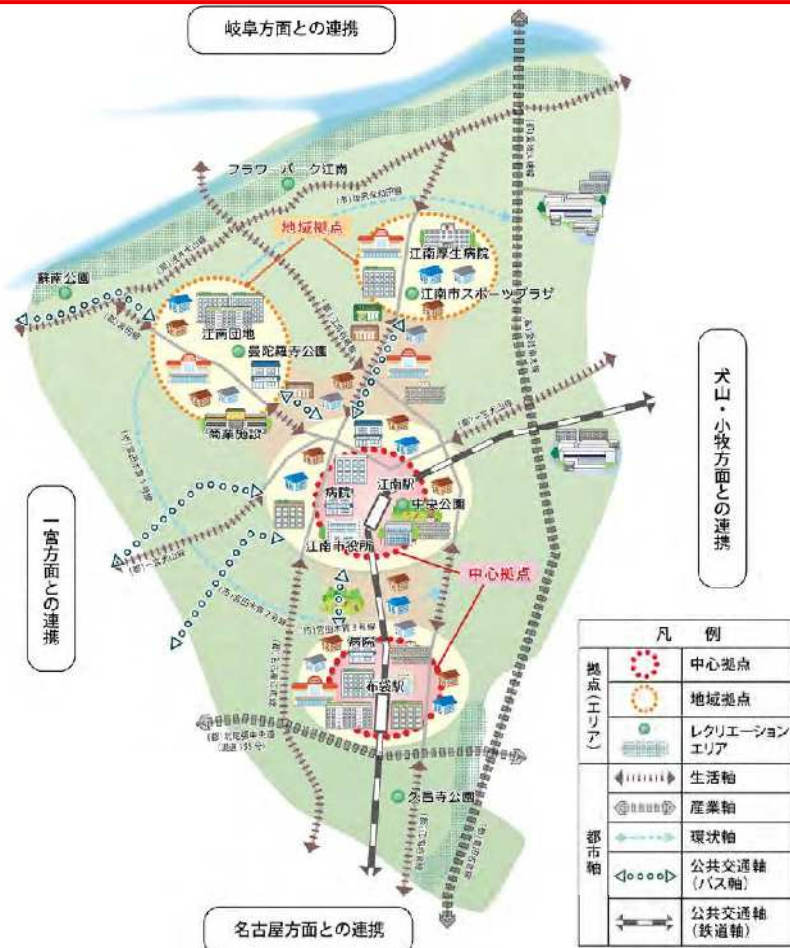 岐阜方面との連携
フラワーパーク江南
地域拠点
江南厚生病院
江南市スポーツプラザ
蘇南公園
江南団地
曼陀羅寺公園
商業施設
犬山・小牧方面との連携
江南駅
病院
中央公園
江南市役所
中心拠点
一宮方面との連携
病院
布袋駅
久昌寺公園
名古屋方面との連携
凡 例
拠点(エリア)
中心拠点
地域拠点
レクリエーション
エリア
都市軸
生活軸
産業軸
環状軸
公共交通軸
(バス軸)
公共交通軸
(鉄道軸)